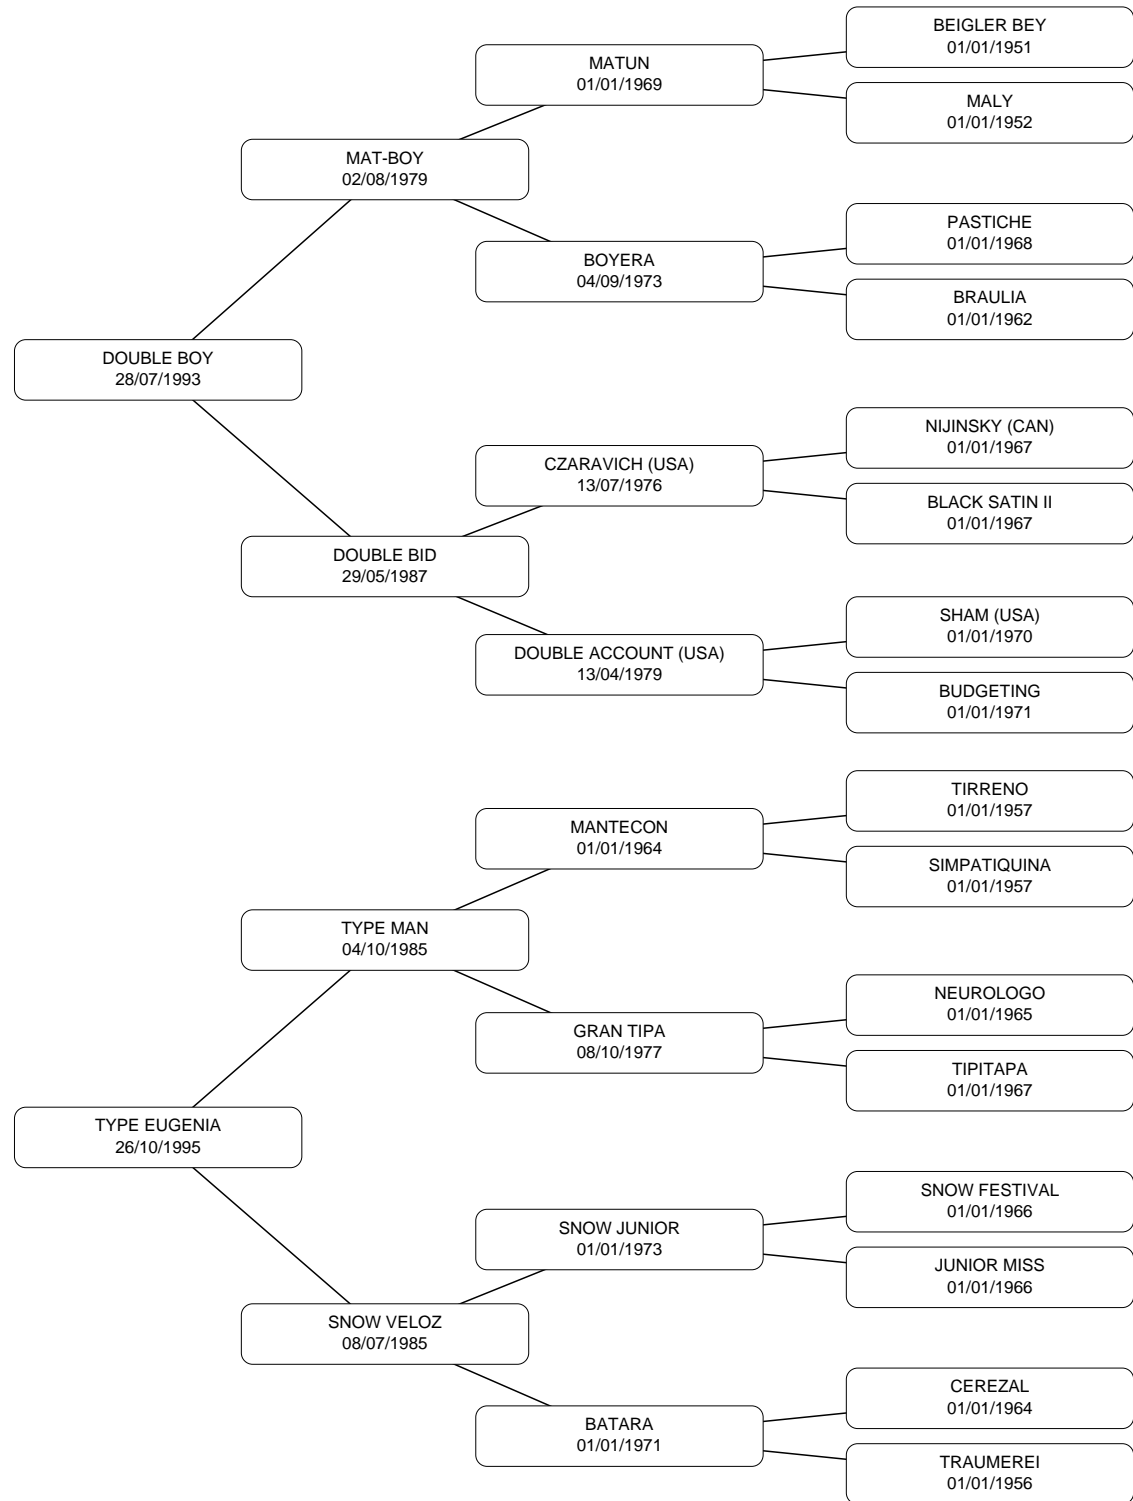 BEIGLER BEY
01/01/1951
MATUN
01/01/1969
MALY
01/01/1952
MAT-BOY
02/08/1979
PASTICHE
01/01/1968
BOYERA
04/09/1973
BRAULIA
01/01/1962
DOUBLE BOY
28/07/1993
NIJINSKY (CAN)
01/01/1967
CZARAVICH (USA)
13/07/1976
BLACK SATIN II
01/01/1967
DOUBLE BID
29/05/1987
SHAM (USA)
01/01/1970
DOUBLE ACCOUNT (USA)
13/04/1979
BUDGETING
01/01/1971
TIRRENO
01/01/1957
MANTECON
01/01/1964
SIMPATIQUINA
01/01/1957
TYPE MAN
04/10/1985
NEUROLOGO
01/01/1965
GRAN TIPA
08/10/1977
TIPITAPA
01/01/1967
TYPE EUGENIA
26/10/1995
SNOW FESTIVAL
01/01/1966
SNOW JUNIOR
01/01/1973
JUNIOR MISS
01/01/1966
SNOW VELOZ
08/07/1985
CEREZAL
01/01/1964
BATARA
01/01/1971
TRAUMEREI
01/01/1956